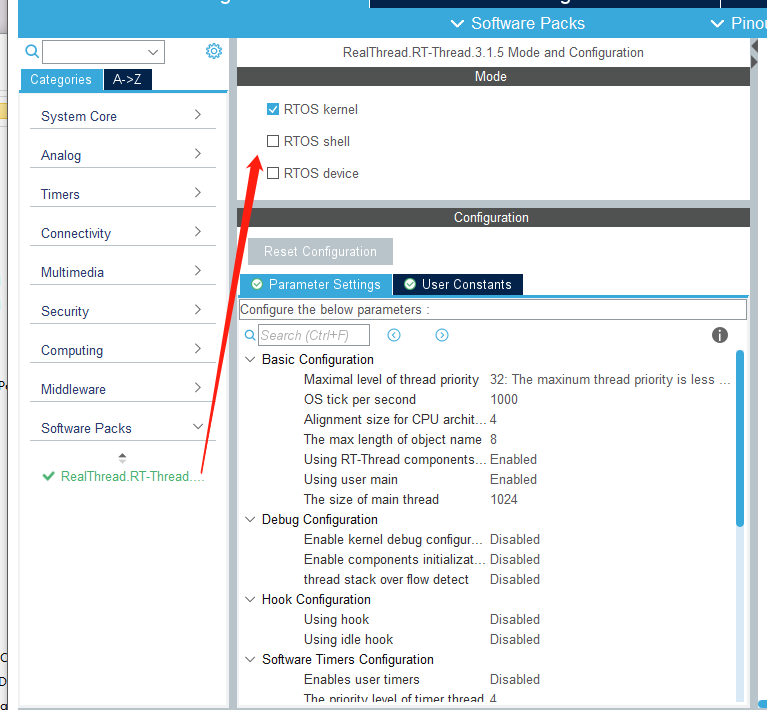 Software Packs
Pino
RealThread.RT-Thread.3.1.5 Mode and Configuration
Categories
A->Z
System Core
Analog
Timers
Connectivity
Multimedia
Security
Computing
Middleware
Software Packs
RealThread.RT-Thread....
Mode
RTOS kernel
RTOS shell
RTOS device
Configuration
Reset Configuration
Parameter Settings
User Constants
Configure the below parameters :
Search (Ctrl+F)
Basic Configuration
Maximal level of thread priority 32: The maxinum thread priority is less ...
OS tick per second 1000
Alignment size for CPU archit... 4
The max length of object name 8
Using RT-Thread components... Enabled
Using user main Enabled
The size of main thread 1024
Debug Configuration
Enable kernel debug configur... Disabled
Enable components initializat... Disabled
thread stack over flow detect Disabled
Hook Configuration
Using hook Disabled
Using idle hook Disabled
Software Timers Configuration
Enables user timers Disabled
The priority level of timer thread 4